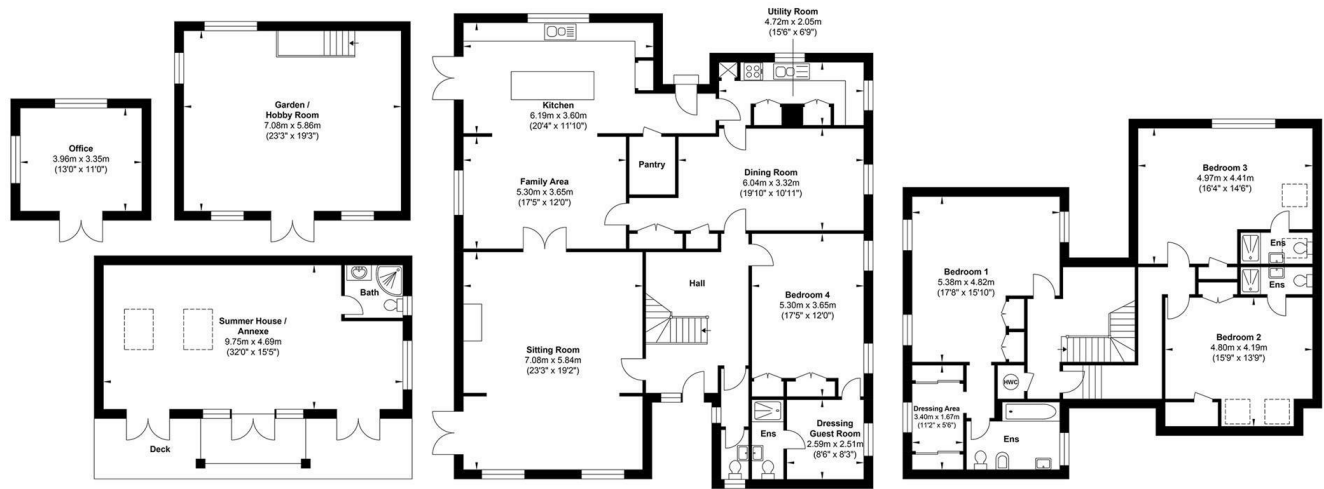 Utility Room
4.72m x 2.05m
(15'6" x 6'9")
Garden /
Hobby Room
7.08m x 5.86m
(23'3" x 19'3")
Office
3.96m x 3.35m
(13'0" x 11'0")
Kitchen
6.19m x 3.60m
(20'4" x 11'10")
Pantry
Dining Room
6.04m x 3.32m
(19'10" x 10'11")
Family Area
5.30m x 3.65m
(17'5" x 12'0")
Bath
Summer House /
Annexe
9.75m x 4.69m
(32'0" x 15'5")
Deck
Hall
Bedroom 4
5.30m x 3.65m
(17'5" x 12'0")
Sitting Room
7.08m x 5.84m
(23'3" x 19'2")
Ens
Dressing
Guest Room
2.59m x 2.51m
(8'6" x 8'3")
Bedroom 3
4.97m x 4.41m
(16'4" x 14'6")
Ens
Ens
Bedroom 1
5.38m x 4.82m
(17'8" x 15'10")
Bedroom 2
4.80m x 4.19m
(15'9" x 13'9")
HWC
Dressing Area
3.40m x 1.67m
(11'2" x 5'6")
Ens